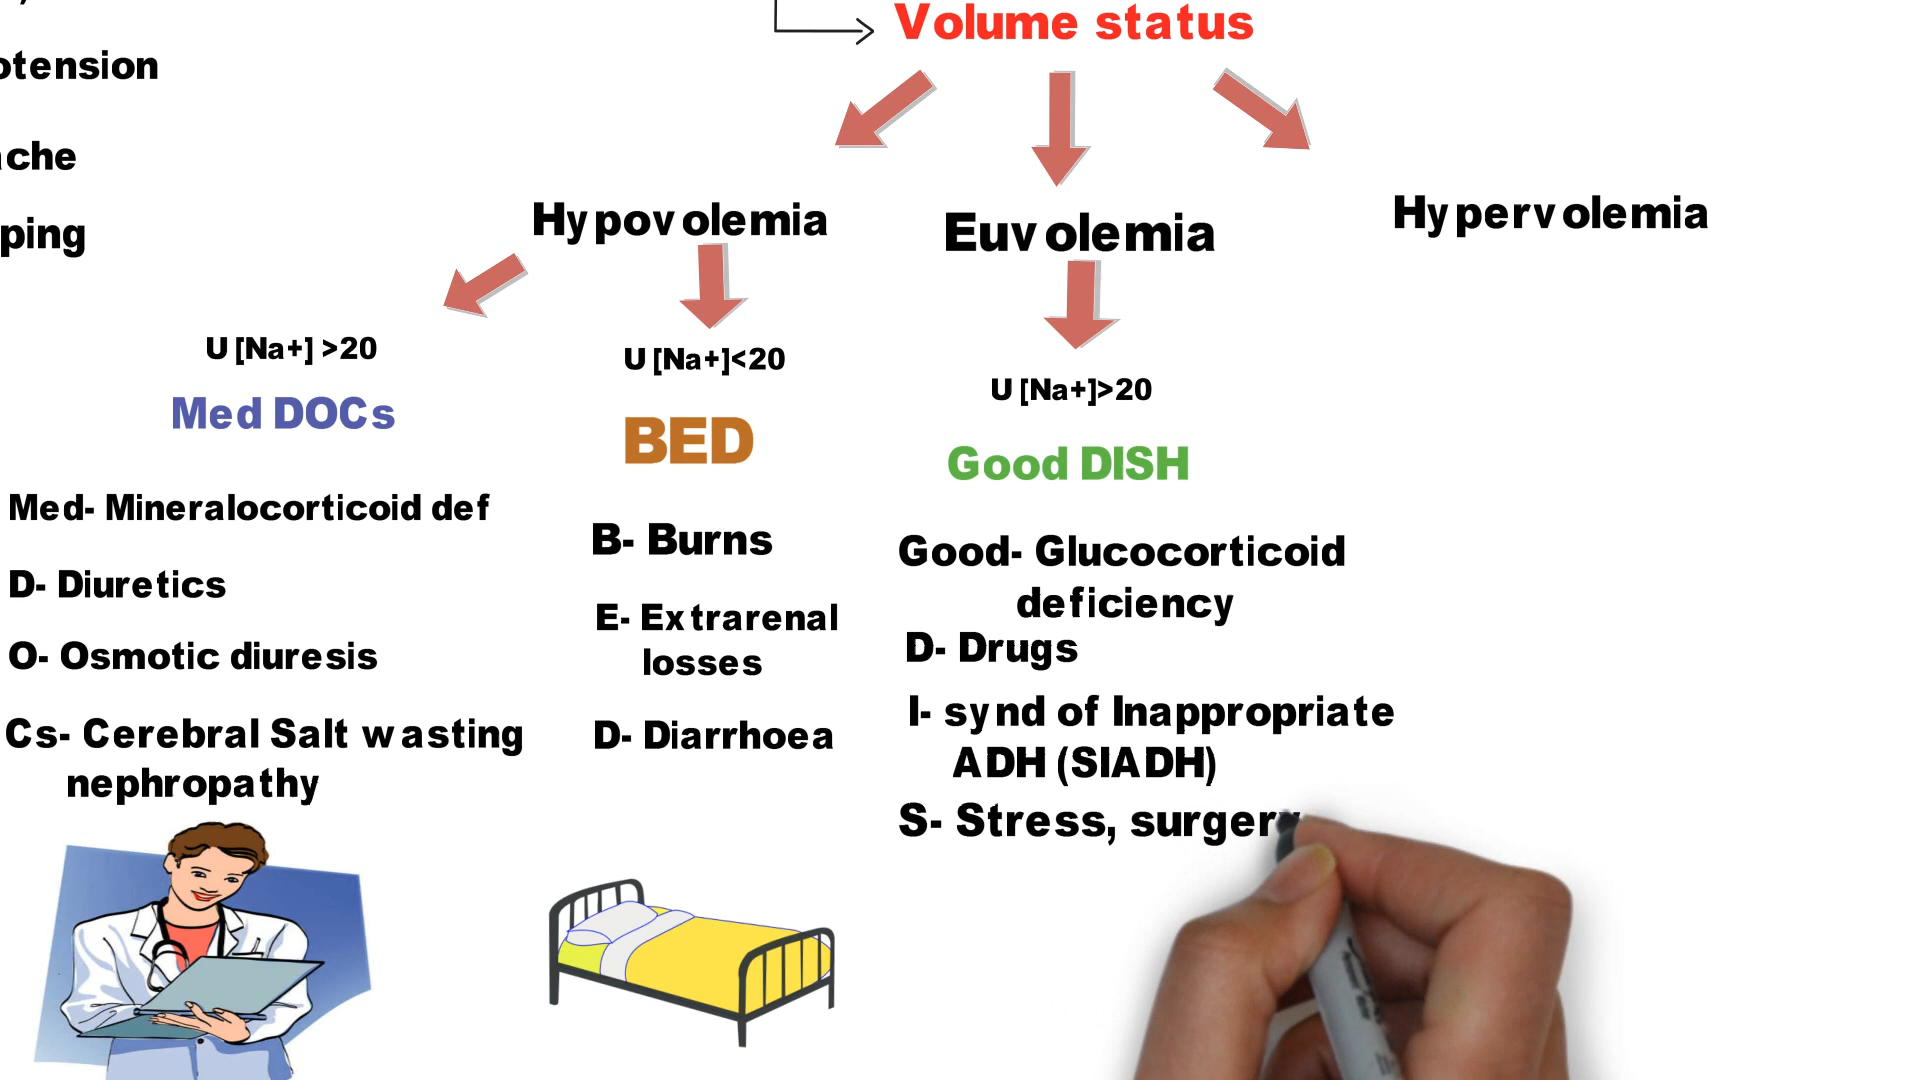 Volume status
otension
ache
ping
Hypovolemia
Euvolemia
Hypervolemia
U [Na+] >20
U [Na+]<20
U [Na+]>20
Med DOCs
BED
Good DISH
Med- Mineralocorticoid def
D- Diuretics
O- Osmotic diuresis
Cs- Cerebral Salt wasting
nephropathy
B- Burns
E- Extrarenal
losses
D- Diarrhoea
Good- Glucocorticoid
deficiency
D- Drugs
I- synd of Inappropriate
ADH (SIADH)
S- Stress, surgery